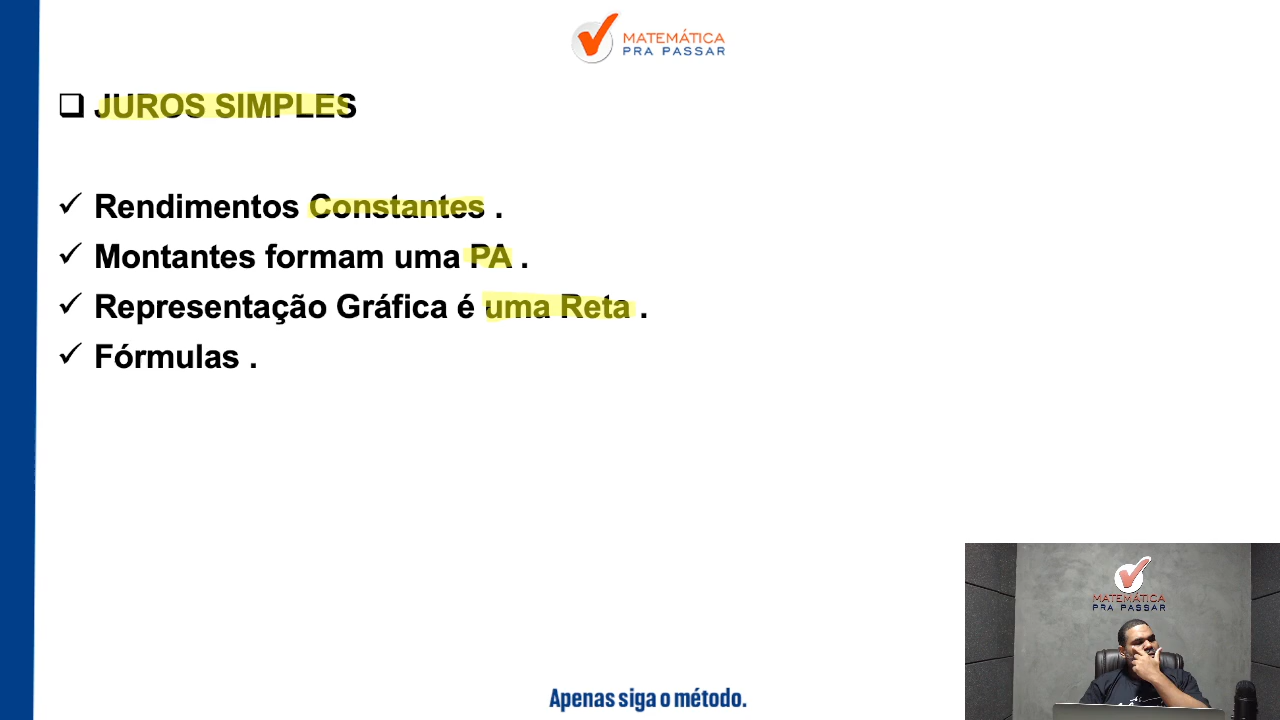 MATEMÁTICA
PRA PASSAR
JUROS SIMPLES
Rendimentos Constantes .
Montantes formam uma PA .
Representação Gráfica é uma Reta .
Fórmulas .
MATEMÁTICA
PRA PASSAR
Apenas siga o método.